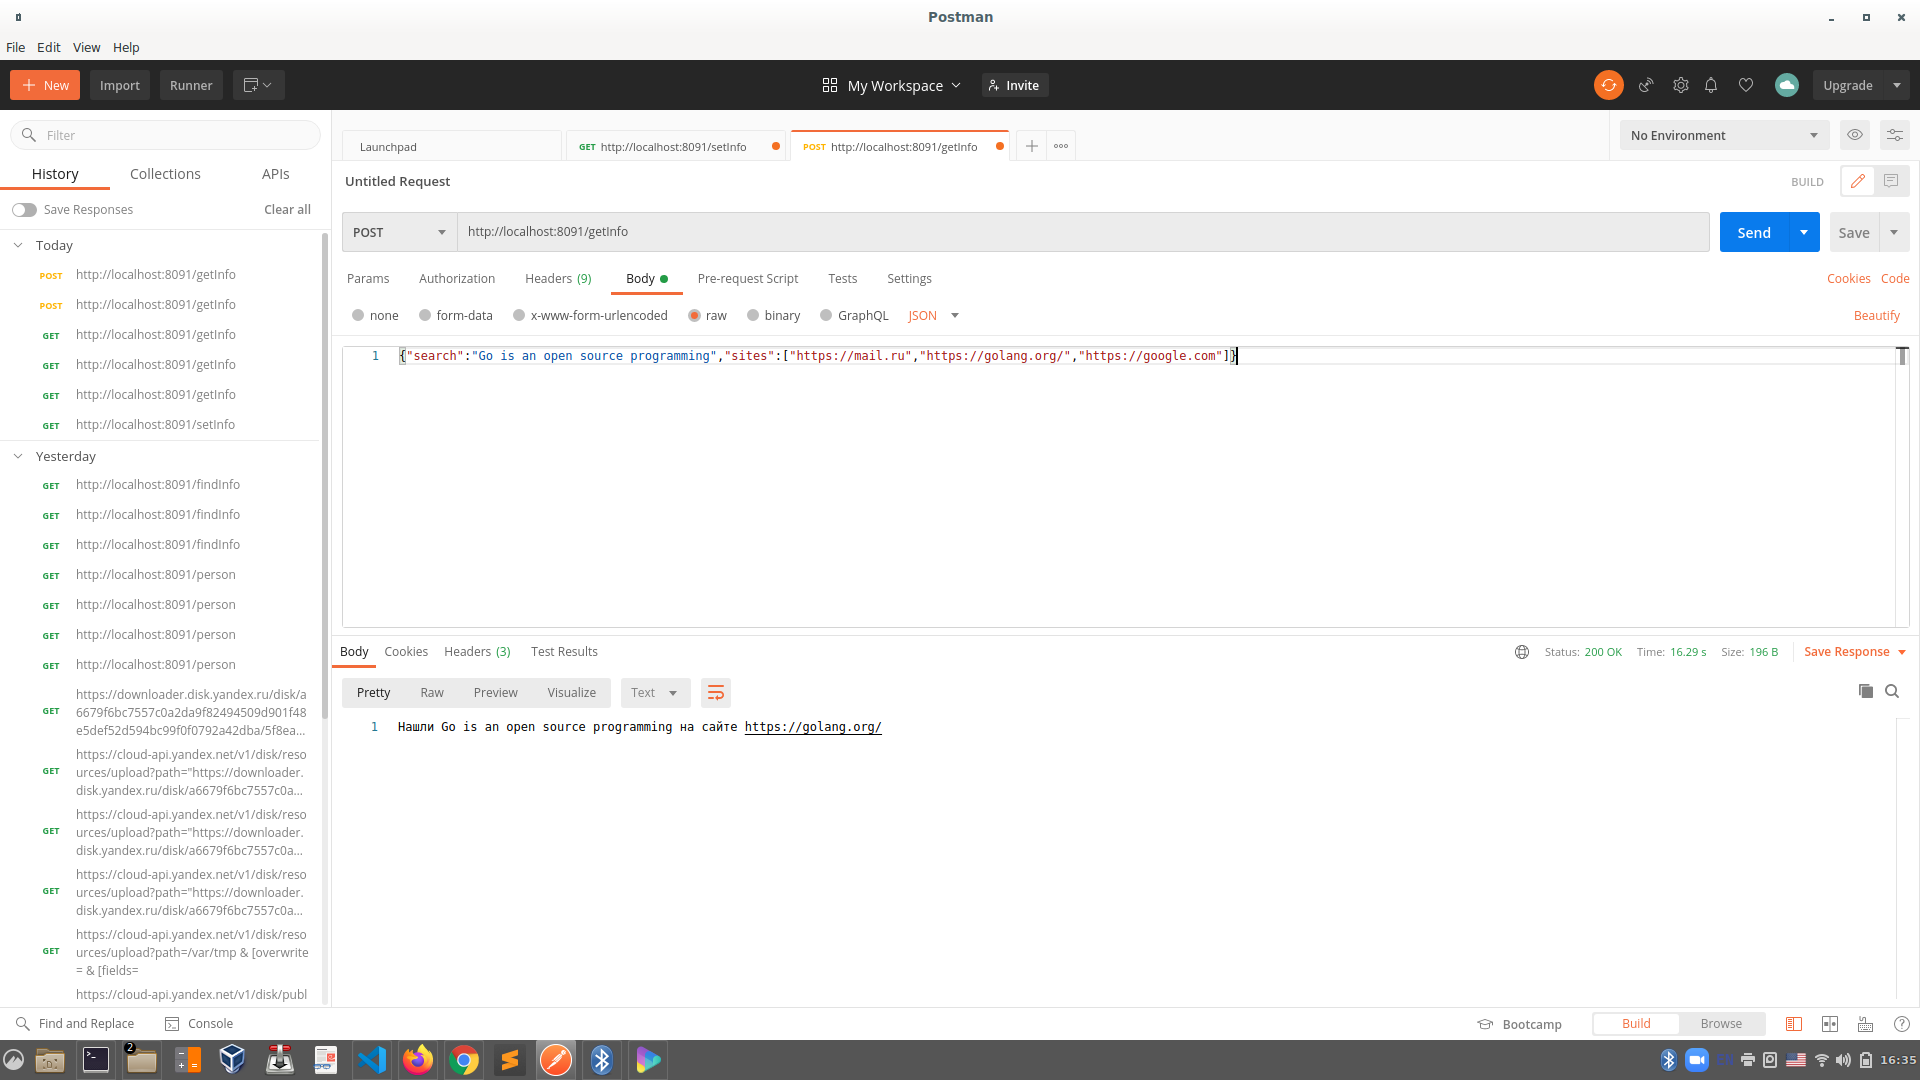 Postman
File Edit View Help
New Import Runner My Workspace Invite Upgrade
Filter
History Collections APIs
Save Responses Clear all
Today
POST http://localhost:8091/getInfo
POST http://localhost:8091/getInfo
GET http://localhost:8091/getInfo
GET http://localhost:8091/getInfo
GET http://localhost:8091/getInfo
GET http://localhost:8091/setInfo
Yesterday
GET http://localhost:8091/findInfo
GET http://localhost:8091/findInfo
GET http://localhost:8091/findInfo
GET http://localhost:8091/person
GET http://localhost:8091/person
GET http://localhost:8091/person
GET http://localhost:8091/person
https://downloader.disk.yandex.ru/disk/a
GET 6679f6bc7557c0a2da9f82494509d901f48
e5def52d594bc99f0f0792a42dba/5f8ea...
https://cloud-api.yandex.net/v1/disk/reso
GET urces/upload?path="https://downloader.
disk.yandex.ru/disk/a6679f6bc7557c0a...
https://cloud-api.yandex.net/v1/disk/reso
GET urces/upload?path="https://downloader.
disk.yandex.ru/disk/a6679f6bc7557c0a...
https://cloud-api.yandex.net/v1/disk/reso
GET urces/upload?path="https://downloader.
disk.yandex.ru/disk/a6679f6bc7557c0a...
https://cloud-api.yandex.net/v1/disk/reso
GET urces/upload?path=/var/tmp & [overwrite
= & [fields=
https://cloud-api.yandex.net/v1/disk/publ
Launchpad GET http://localhost:8091/setInfo POST http://localhost:8091/getInfo No Environment
Untitled Request BUILD
POST http://localhost:8091/getInfo Send Save
Params Authorization Headers (9) Body Pre-request Script Tests Settings Cookies Code
none form-data x-www-form-urlencoded raw binary GraphQL JSON Beautify
1 {"search":"Go is an open source programming","sites":["https://mail.ru","https://golang.org/","https://google.com"]}
Body Cookies Headers (3) Test Results Status: 200 OK Time: 16.29 s Size: 196 B Save Response
Pretty Raw Preview Visualize Text
1 Нашли Go is an open source programming на сайте https://golang.org/
Find and Replace Console Bootcamp Build Browse
2 EN 16:35